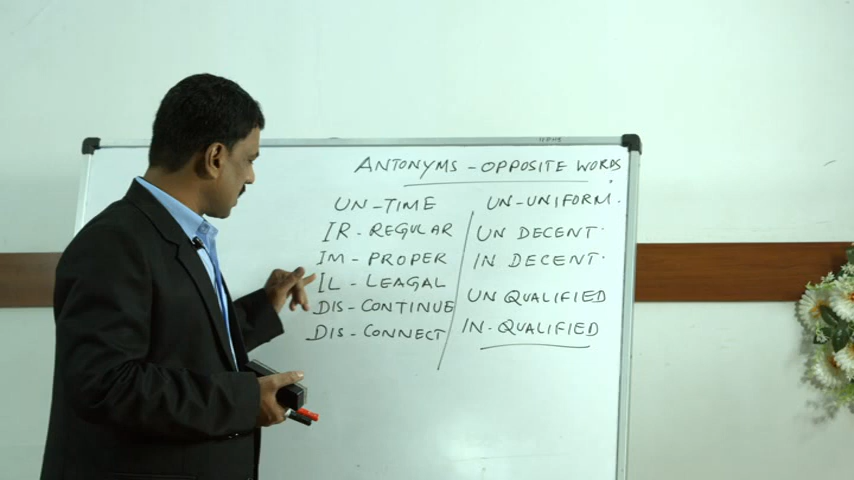 ANTONYMS - OPPOSITE WORDS
UN-TIME
IR-REGULAR
IM-PROPER
IL-LEAGAL
DIS-CONTINUE
DIS-CONNECT
UN-UNIFORM.
UN DECENT.
IN DECENT.
UN QUALIFIED
IN-QUALIFIED